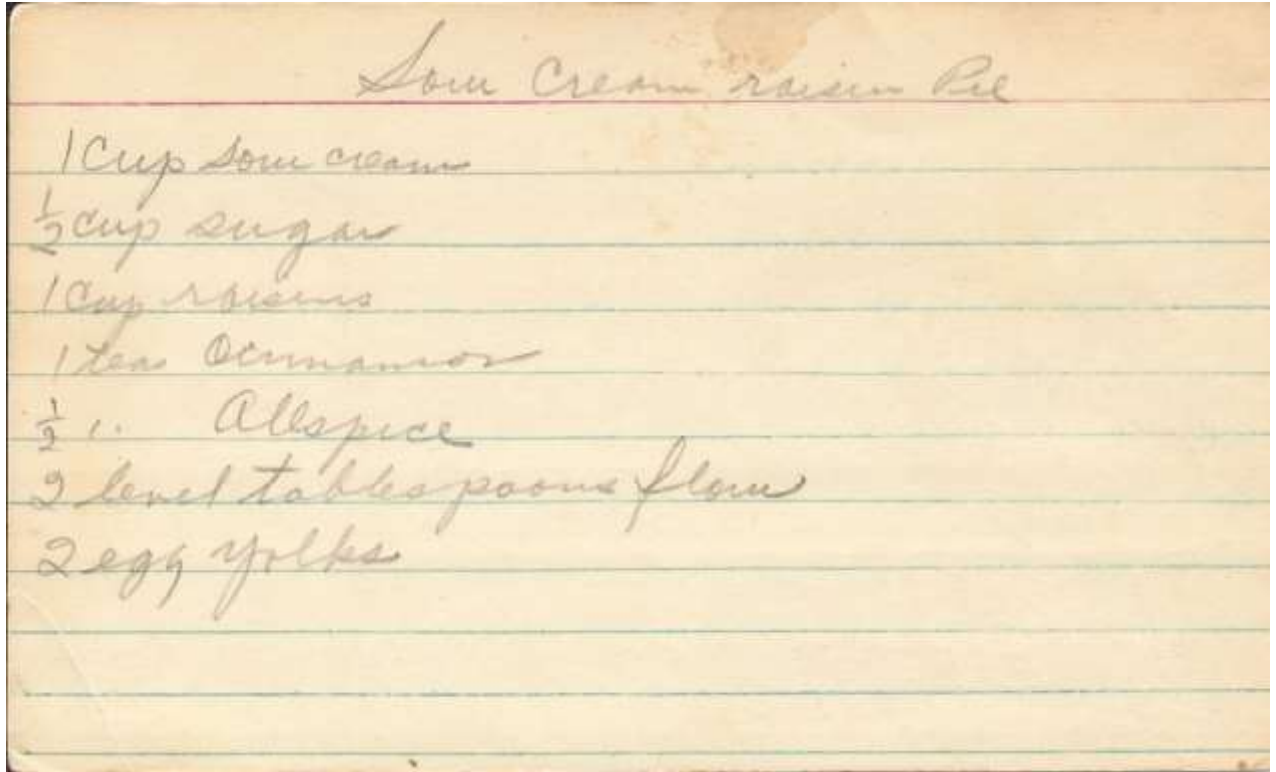 Sour Cream raisin Pie
1 Cup sour cream
½ cup sugar
1 Cup raisins
1 teas Cinnamon
½ " Allspice
2 level tablespoons flour
2 egg yolks